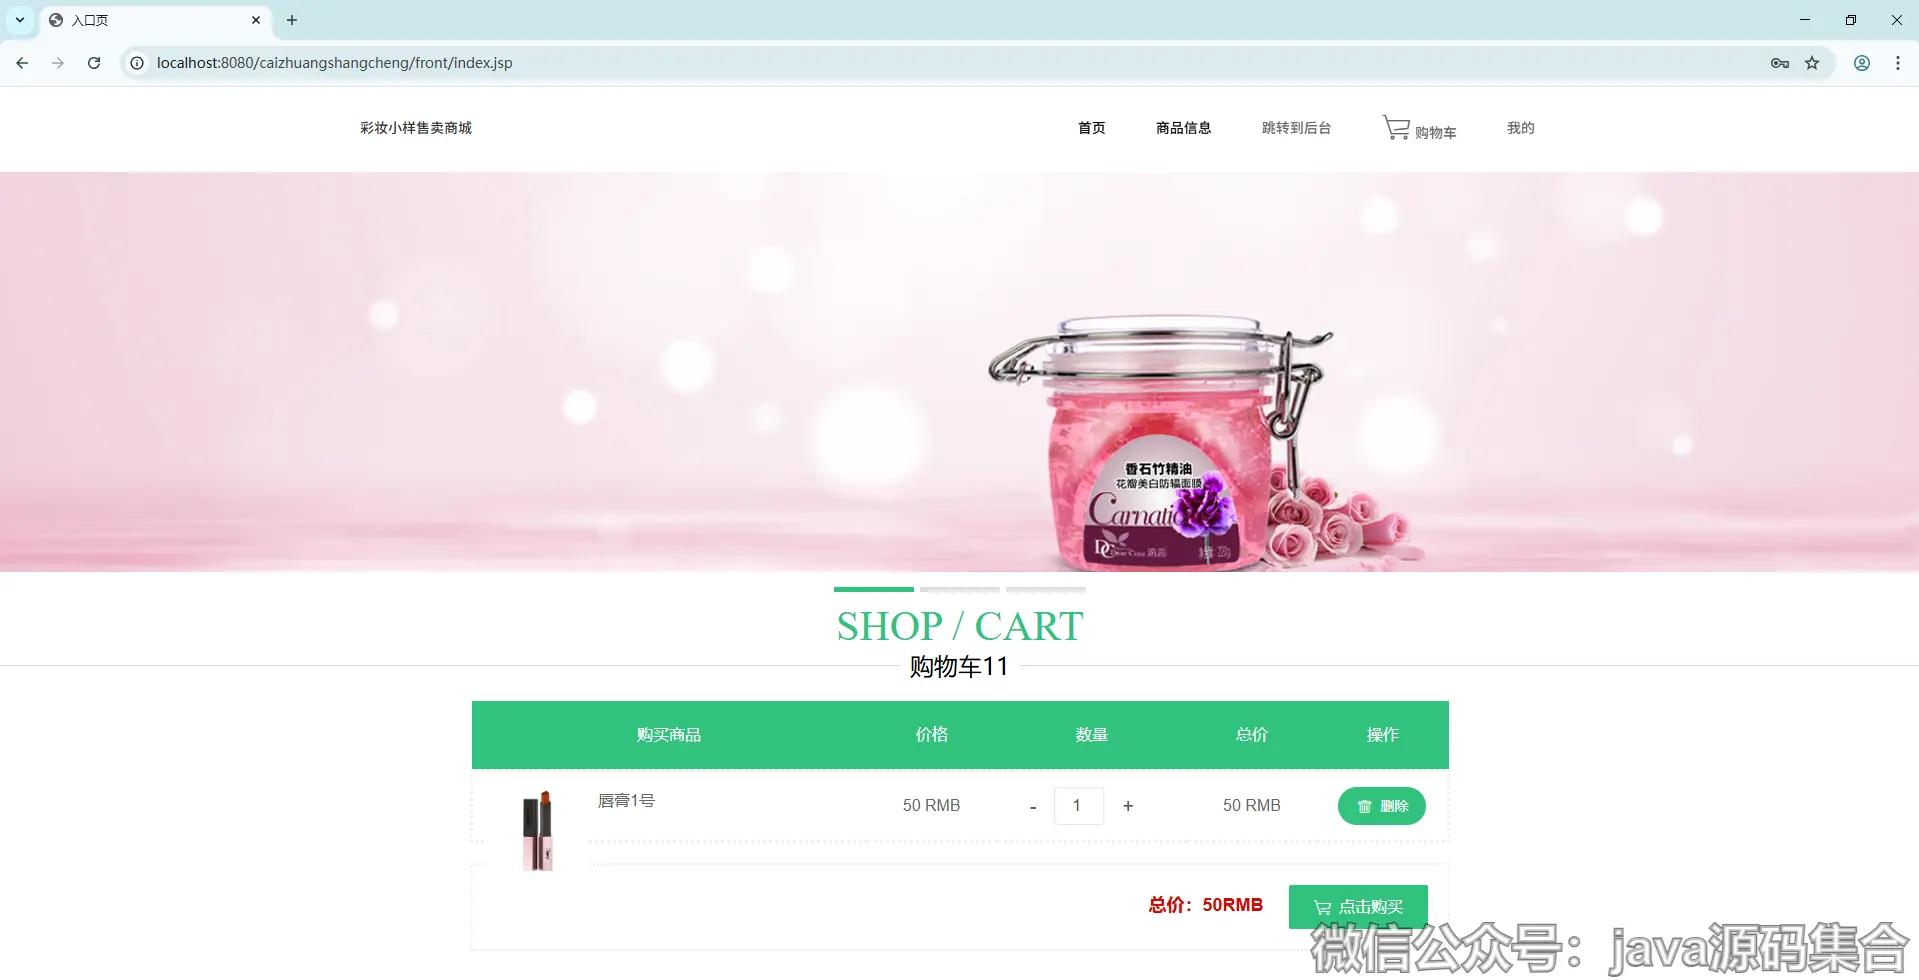 入口页
localhost:8080/caizhuangshangcheng/front/index.jsp
彩妆小样售卖商城
首页
商品信息
跳转到后台
购物车
我的
香石竹精油
花瓣美白防辐面膜
SHOP / CART
购物车11
购买商品
价格
数量
总价
操作
唇膏1号
50 RMB
- 1 +
50 RMB
删除
总价：50RMB
点击购买
微信公众号：java源码集合